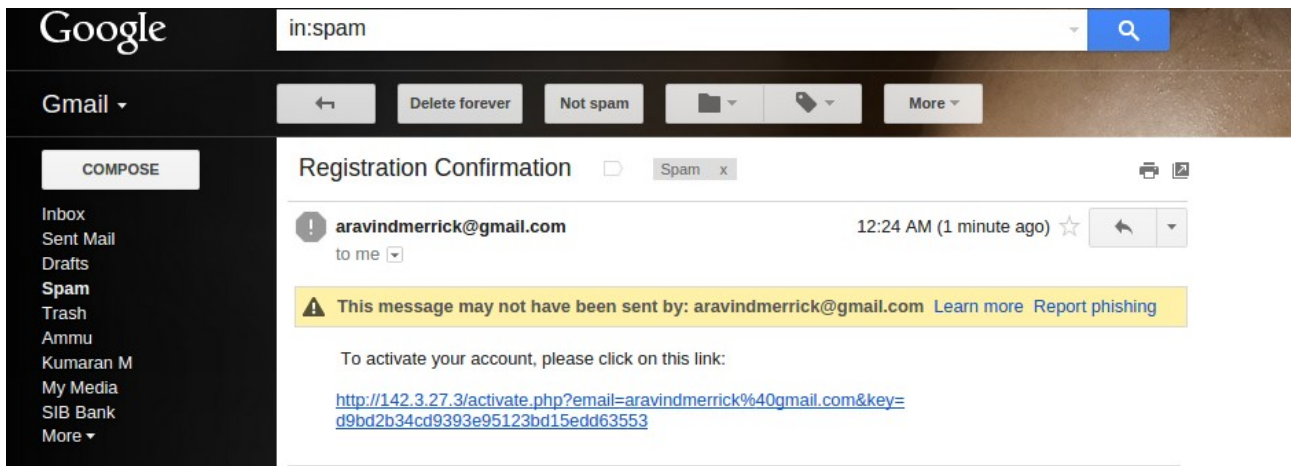 Google
in:spam
Gmail
Delete forever
Not spam
More
COMPOSE
Inbox
Sent Mail
Drafts
Spam
Trash
Ammu
Kumaran M
My Media
SIB Bank
More
Registration Confirmation
Spam x
aravindmerrick@gmail.com
12:24 AM (1 minute ago)
to me
This message may not have been sent by: aravindmerrick@gmail.com Learn more Report phishing
To activate your account, please click on this link:
http://142.3.27.3/activate.php?email=aravindmerrick%40gmail.com&key=
d9bd2b34cd9393e95123bd15edd63553